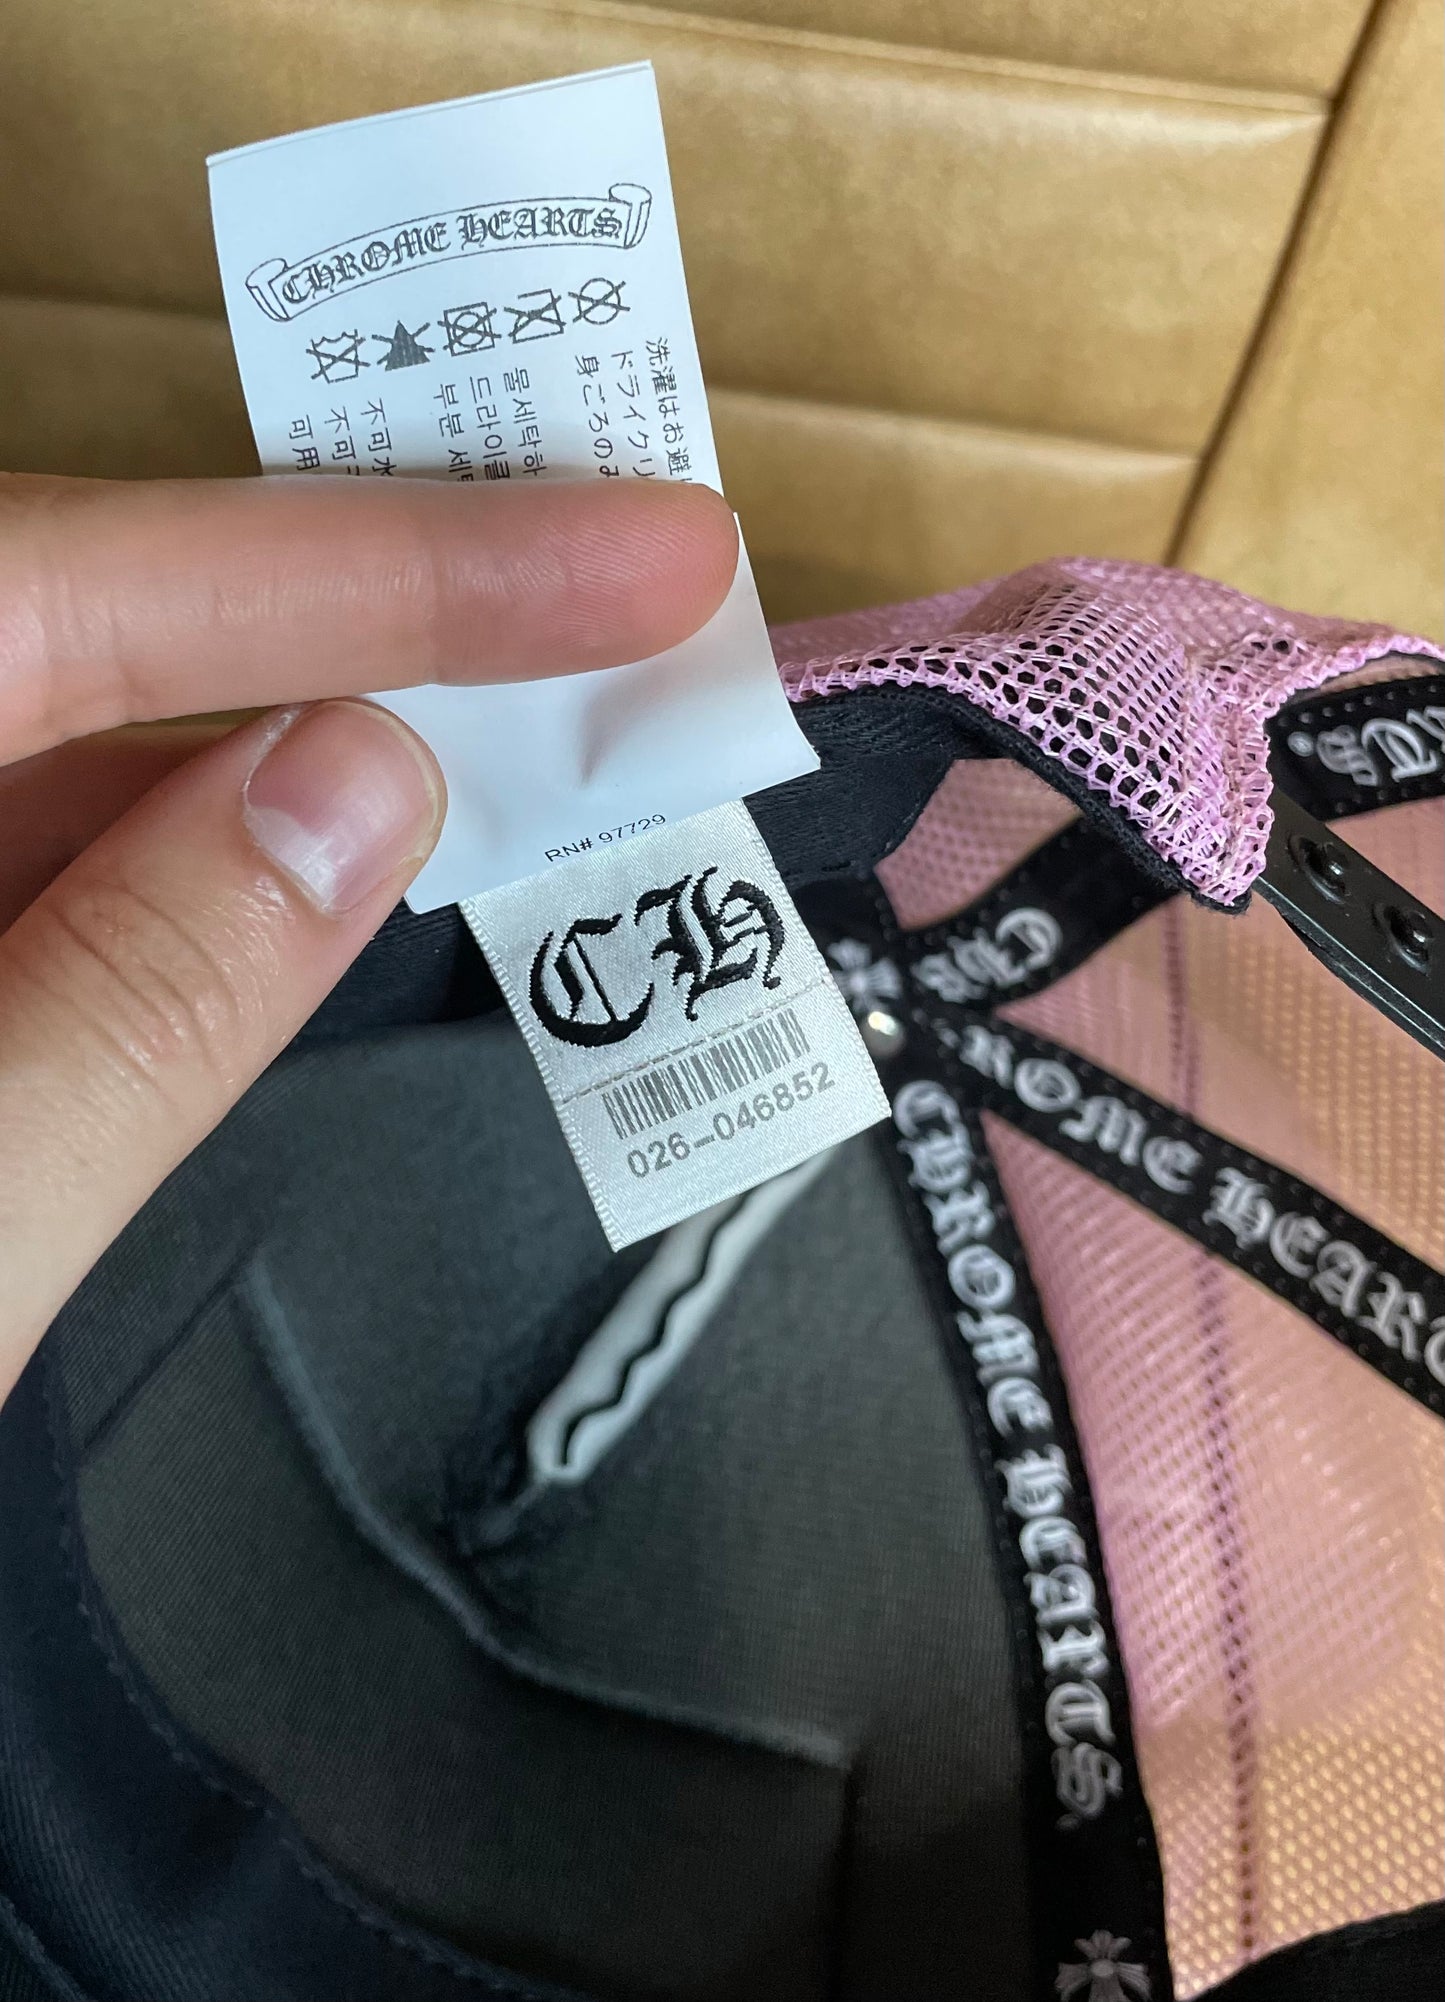 CHROME HEARTS
洗濯はお避
ドライクリ
身ごろのみ
물세탁하
드라이클
부분 세탁
不可水
不可
可用
RN# 97729
CH
026-046852
CH
CHROME HEARTS
CHROME HEARTS